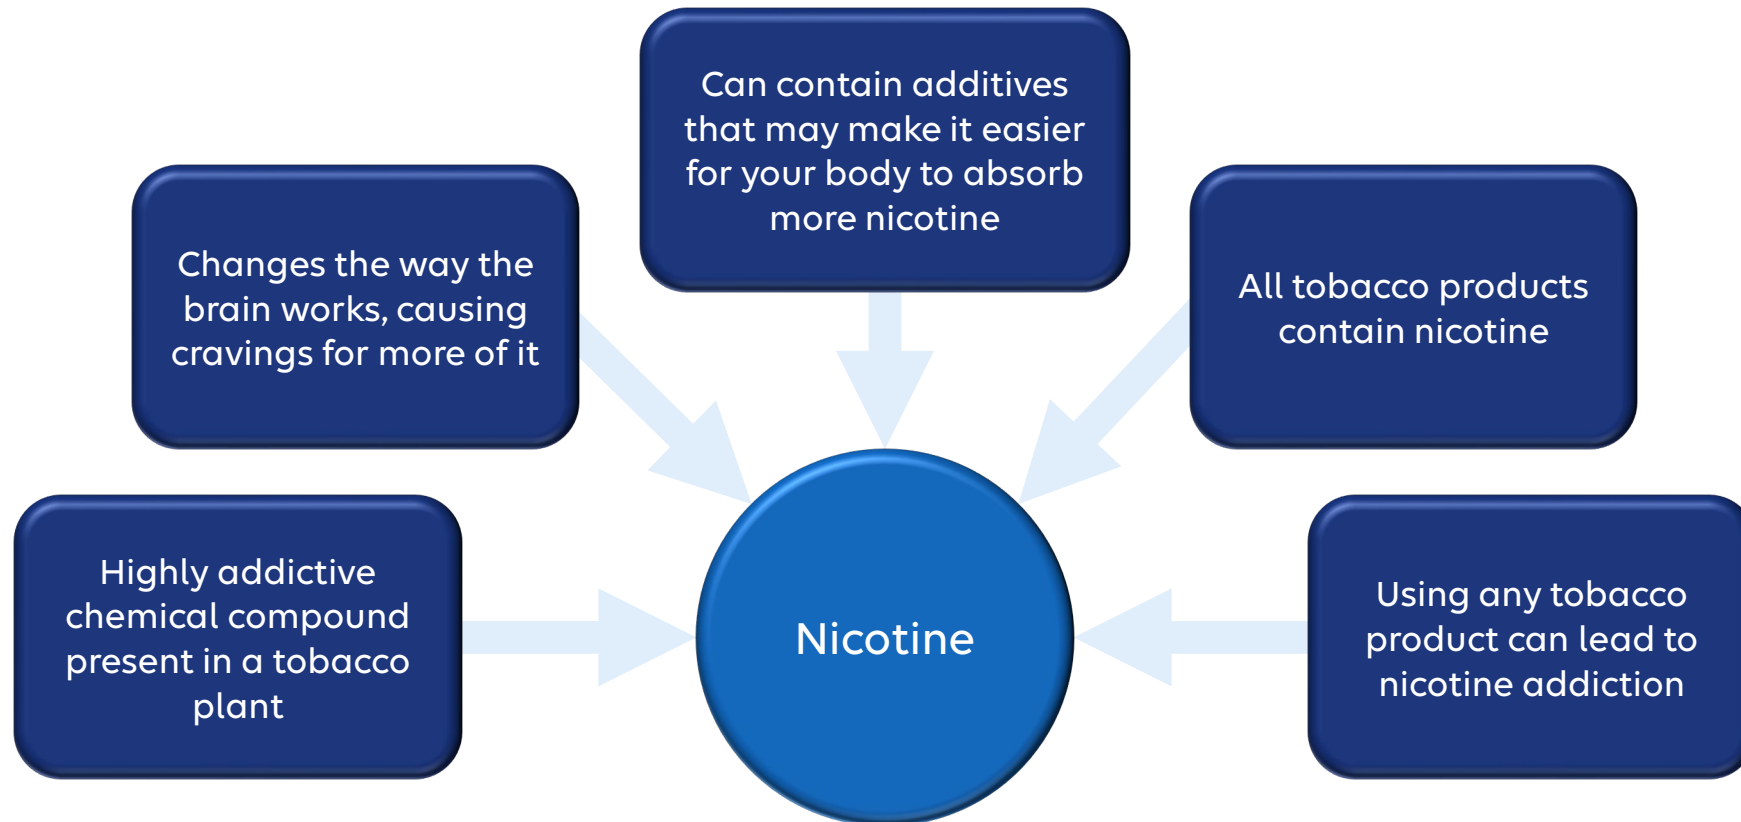 Can contain additives
that may make it easier
for your body to absorb
more nicotine
Changes the way the
brain works, causing
cravings for more of it
All tobacco products
contain nicotine
Highly addictive
chemical compound
present in a tobacco
plant
Nicotine
Using any tobacco
product can lead to
nicotine addiction